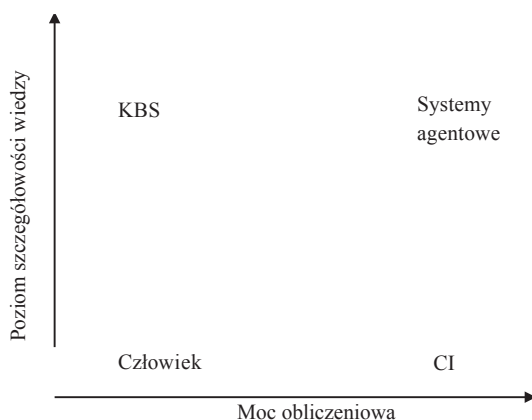 Poziom szczegółowości wiedzy
KBS
Systemy
agentowe
Człowiek
CI
Moc obliczeniowa